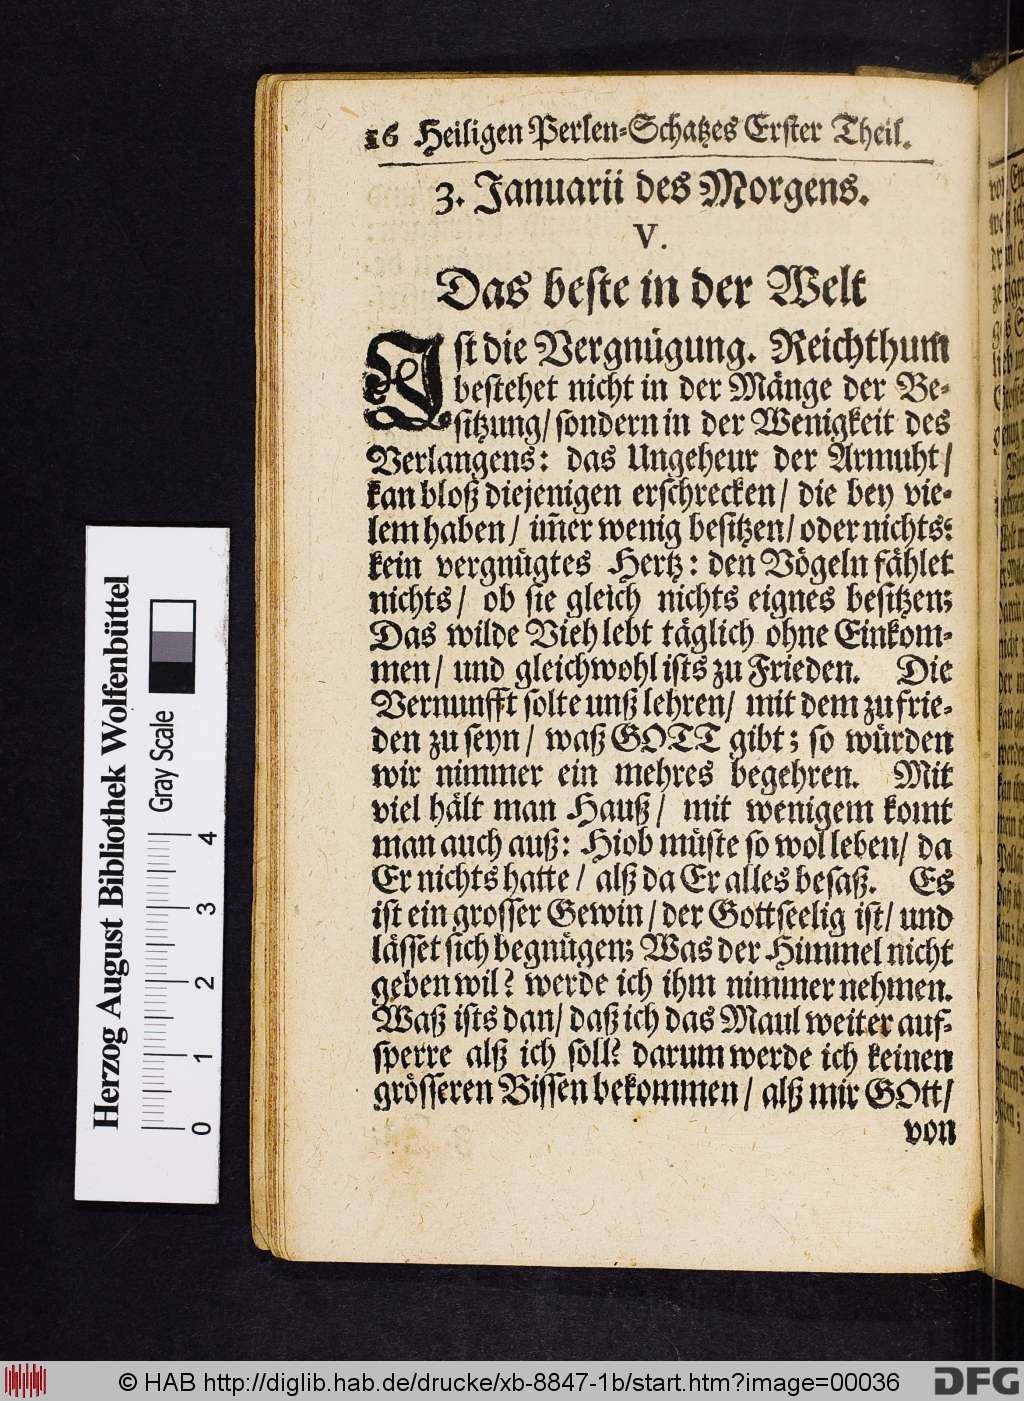 16 Heiligen Perlen-Schatzes Erster Theil.
3. Januarii des Morgens.
V.
Das beste in der Welt
Ist die Vergnügung. Reichthum
bestehet nicht in der Mänge der Be-
sitzung/ sondern in der Wenigkeit des
Verlangens: das Ungeheur der Armuht/
kan bloß diejenigen erschrecken/ die bey vie-
lem haben/ im̃er wenig besitzen/ oder nichts:
kein vergnügtes Hertz: den Vögeln fählet
nichts/ ob sie gleich nichts eignes besitzen;
Das wilde Vieh lebt täglich ohne Einkom-
men/ und gleichwohl ists zu Frieden. Die
Vernunfft solte unß lehren/ mit dem zu frie-
den zu seyn/ waß GOTT gibt; so würden
wir nimmer ein mehres begehren. Mit
viel hält man Hauß/ mit wenigem komt
man auch auß: Hiob müste so wol leben/ da
Er nichts hatte/ alß da Er alles besaß. Es
ist ein grosser Gewin/ der Gottseelig ist/ und
lässet sich begnügen; Was der Himmel nicht
geben wil? werde ich ihm nimmer nehmen.
Waß ists dan/ daß ich das Maul weiter auf-
sperre alß ich soll? darum werde ich keinen
grösseren Bissen bekommen/ alß mir GOtt/
von
Herzog August Bibliothek Wolfenbüttel
Gray Scale
0 1 2 3 4
© HAB http://diglib.hab.de/drucke/xb-8847-1b/start.htm?image=00036
DFG